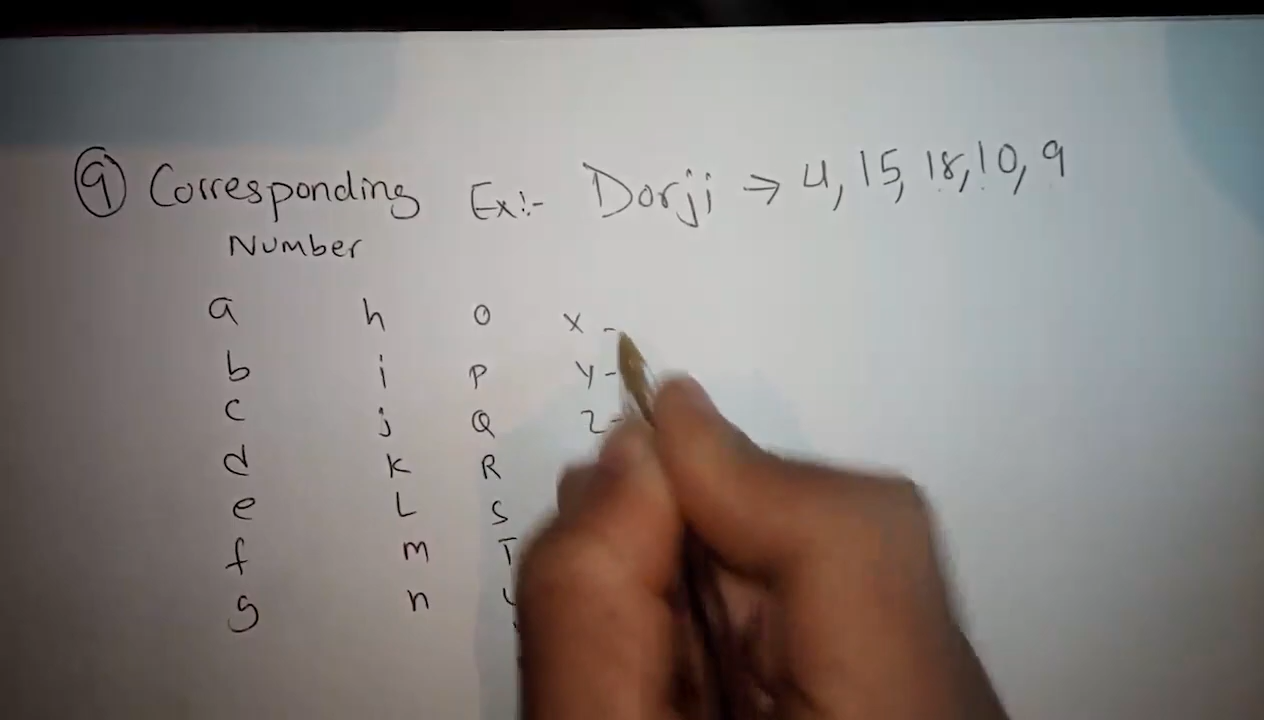 9 Corresponding Ex:- Dorji → 4, 15, 18, 10, 9
Number
a h o x -
b i p y -
c j Q z -
d k R
e L S
f m T
g n